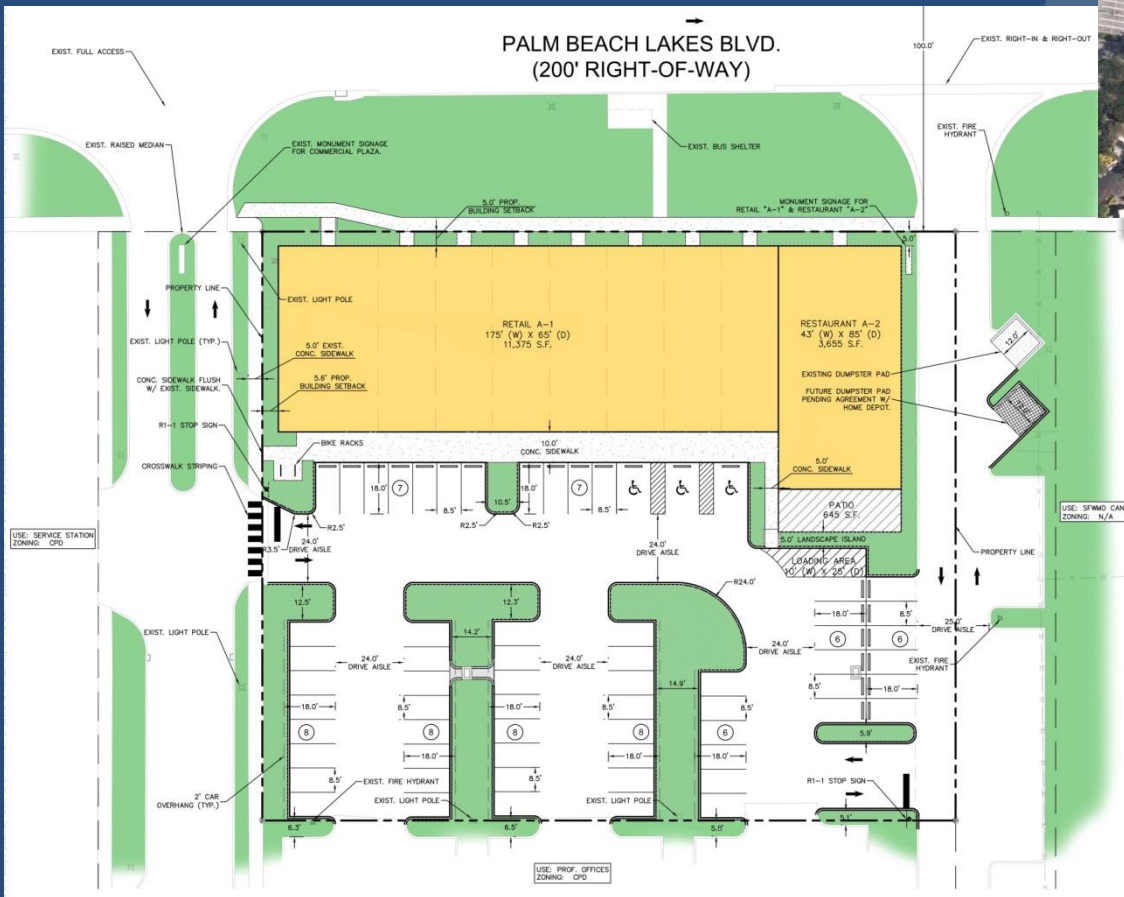 PALM BEACH LAKES BLVD.
(200' RIGHT-OF-WAY)
100.0'
EXIST. FULL ACCESS
EXIST. RIGHT-IN & RIGHT-OUT
EXIST. RAISED MEDIAN
EXIST. MONUMENT SIGNAGE
FOR COMMERCIAL PLAZA.
EXIST. BUS SHELTER
EXIST. FIRE
HYDRANT
5.0' PROP.
BUILDING SETBACK
MONUMENT SIGNAGE FOR
RETAIL "A-1" & RESTAURANT "A-2"
5.0'
PROPERTY LINE
EXIST. LIGHT POLE
EXIST. LIGHT POLE (TYP.)
5.0' EXIST.
CONC. SIDEWALK
RETAIL A-1
175' (W) X 65' (D)
11,375 S.F.
RESTAURANT A-2
43' (W) X 85' (D)
3,655 S.F.
12.0'
CONC. SIDEWALK FLUSH
W/ EXIST. SIDEWALK.
5.6' PROP.
BUILDING SETBACK
EXISTING DUMPSTER PAD
FUTURE DUMPSTER PAD
PENDING AGREEMENT W/
HOME DEPOT.
12.0'
R1-1 STOP SIGN
BIKE RACKS
10.0'
CONC. SIDEWALK
5.0'
CONC. SIDEWALK
CROSSWALK STRIPING
18.0'
7
8.5'
10.5'
18.0'
7
8.5'
R2.5'
R2.5'
R2.5'
PATIO
645 S.F.
USE: SERVICE STATION
ZONING: CPD
USE: SFWMD CAN
ZONING: N/A
R3.5'
24.0'
DRIVE AISLE
24.0'
DRIVE AISLE
5.0' LANDSCAPE ISLAND
LOADING AREA
10' (W) X 25' (D)
PROPERTY LINE
R24.0'
12.5'
12.3'
18.0'
8.5'
EXIST. LIGHT POLE
14.2'
24.0'
DRIVE AISLE
24.0'
DRIVE AISLE
24.0'
DRIVE AISLE
6
6
25.0'
DRIVE AISLE
EXIST. FIRE
HYDRANT
8.5'
18.0'
14.9'
18.0'
8.5'
18.0'
8.5'
8.5'
8.5'
8
8
8
8
6
5.9'
18.0'
18.0'
18.0'
8.5'
8.5'
R1-1 STOP SIGN
2' CAR
OVERHANG (TYP.)
EXIST. FIRE HYDRANT
EXIST. LIGHT POLE
EXIST. LIGHT POLE
6.3'
6.5'
5.8'
5.1'
USE: PROF. OFFICES
ZONING: CPD